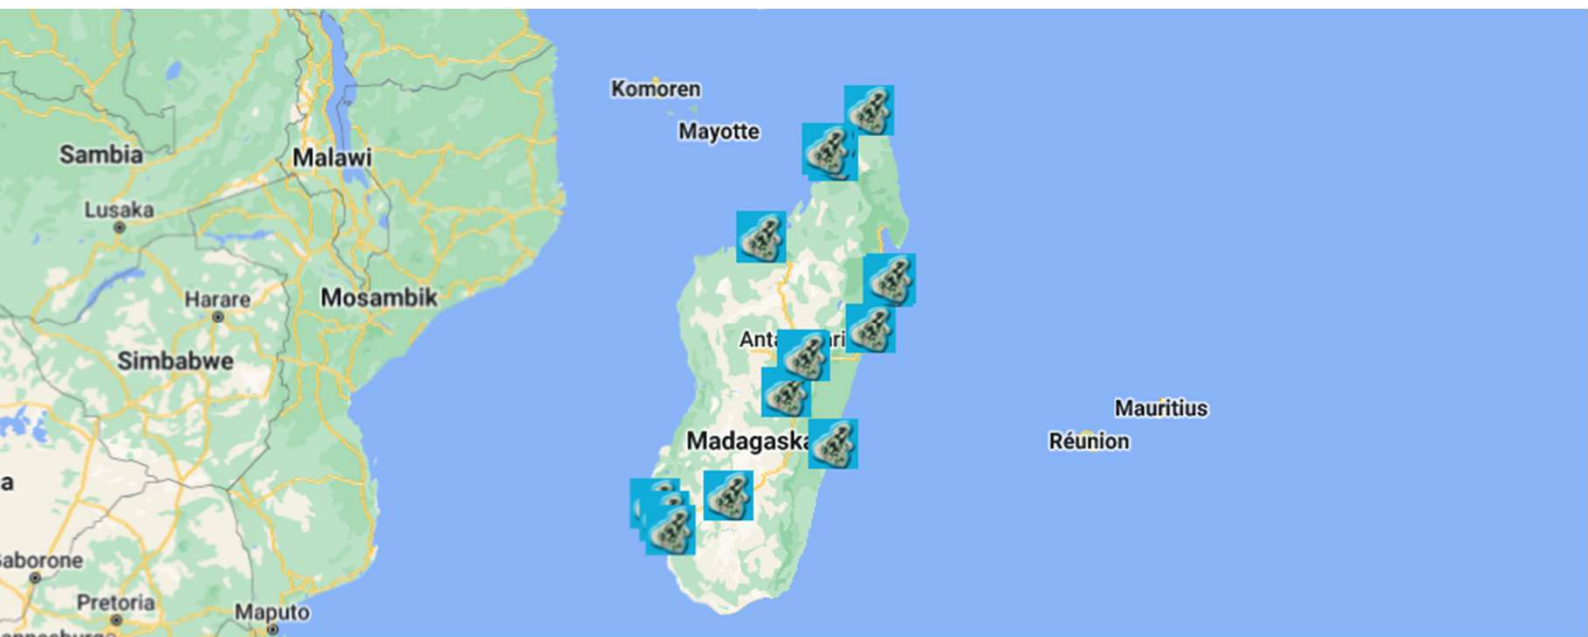 Komoren
Mayotte
Sambia
Malawi
Lusaka
Harare
Mosambik
Simbabwe
Mauritius
Réunion
Madagaska
Pretoria
Maputo